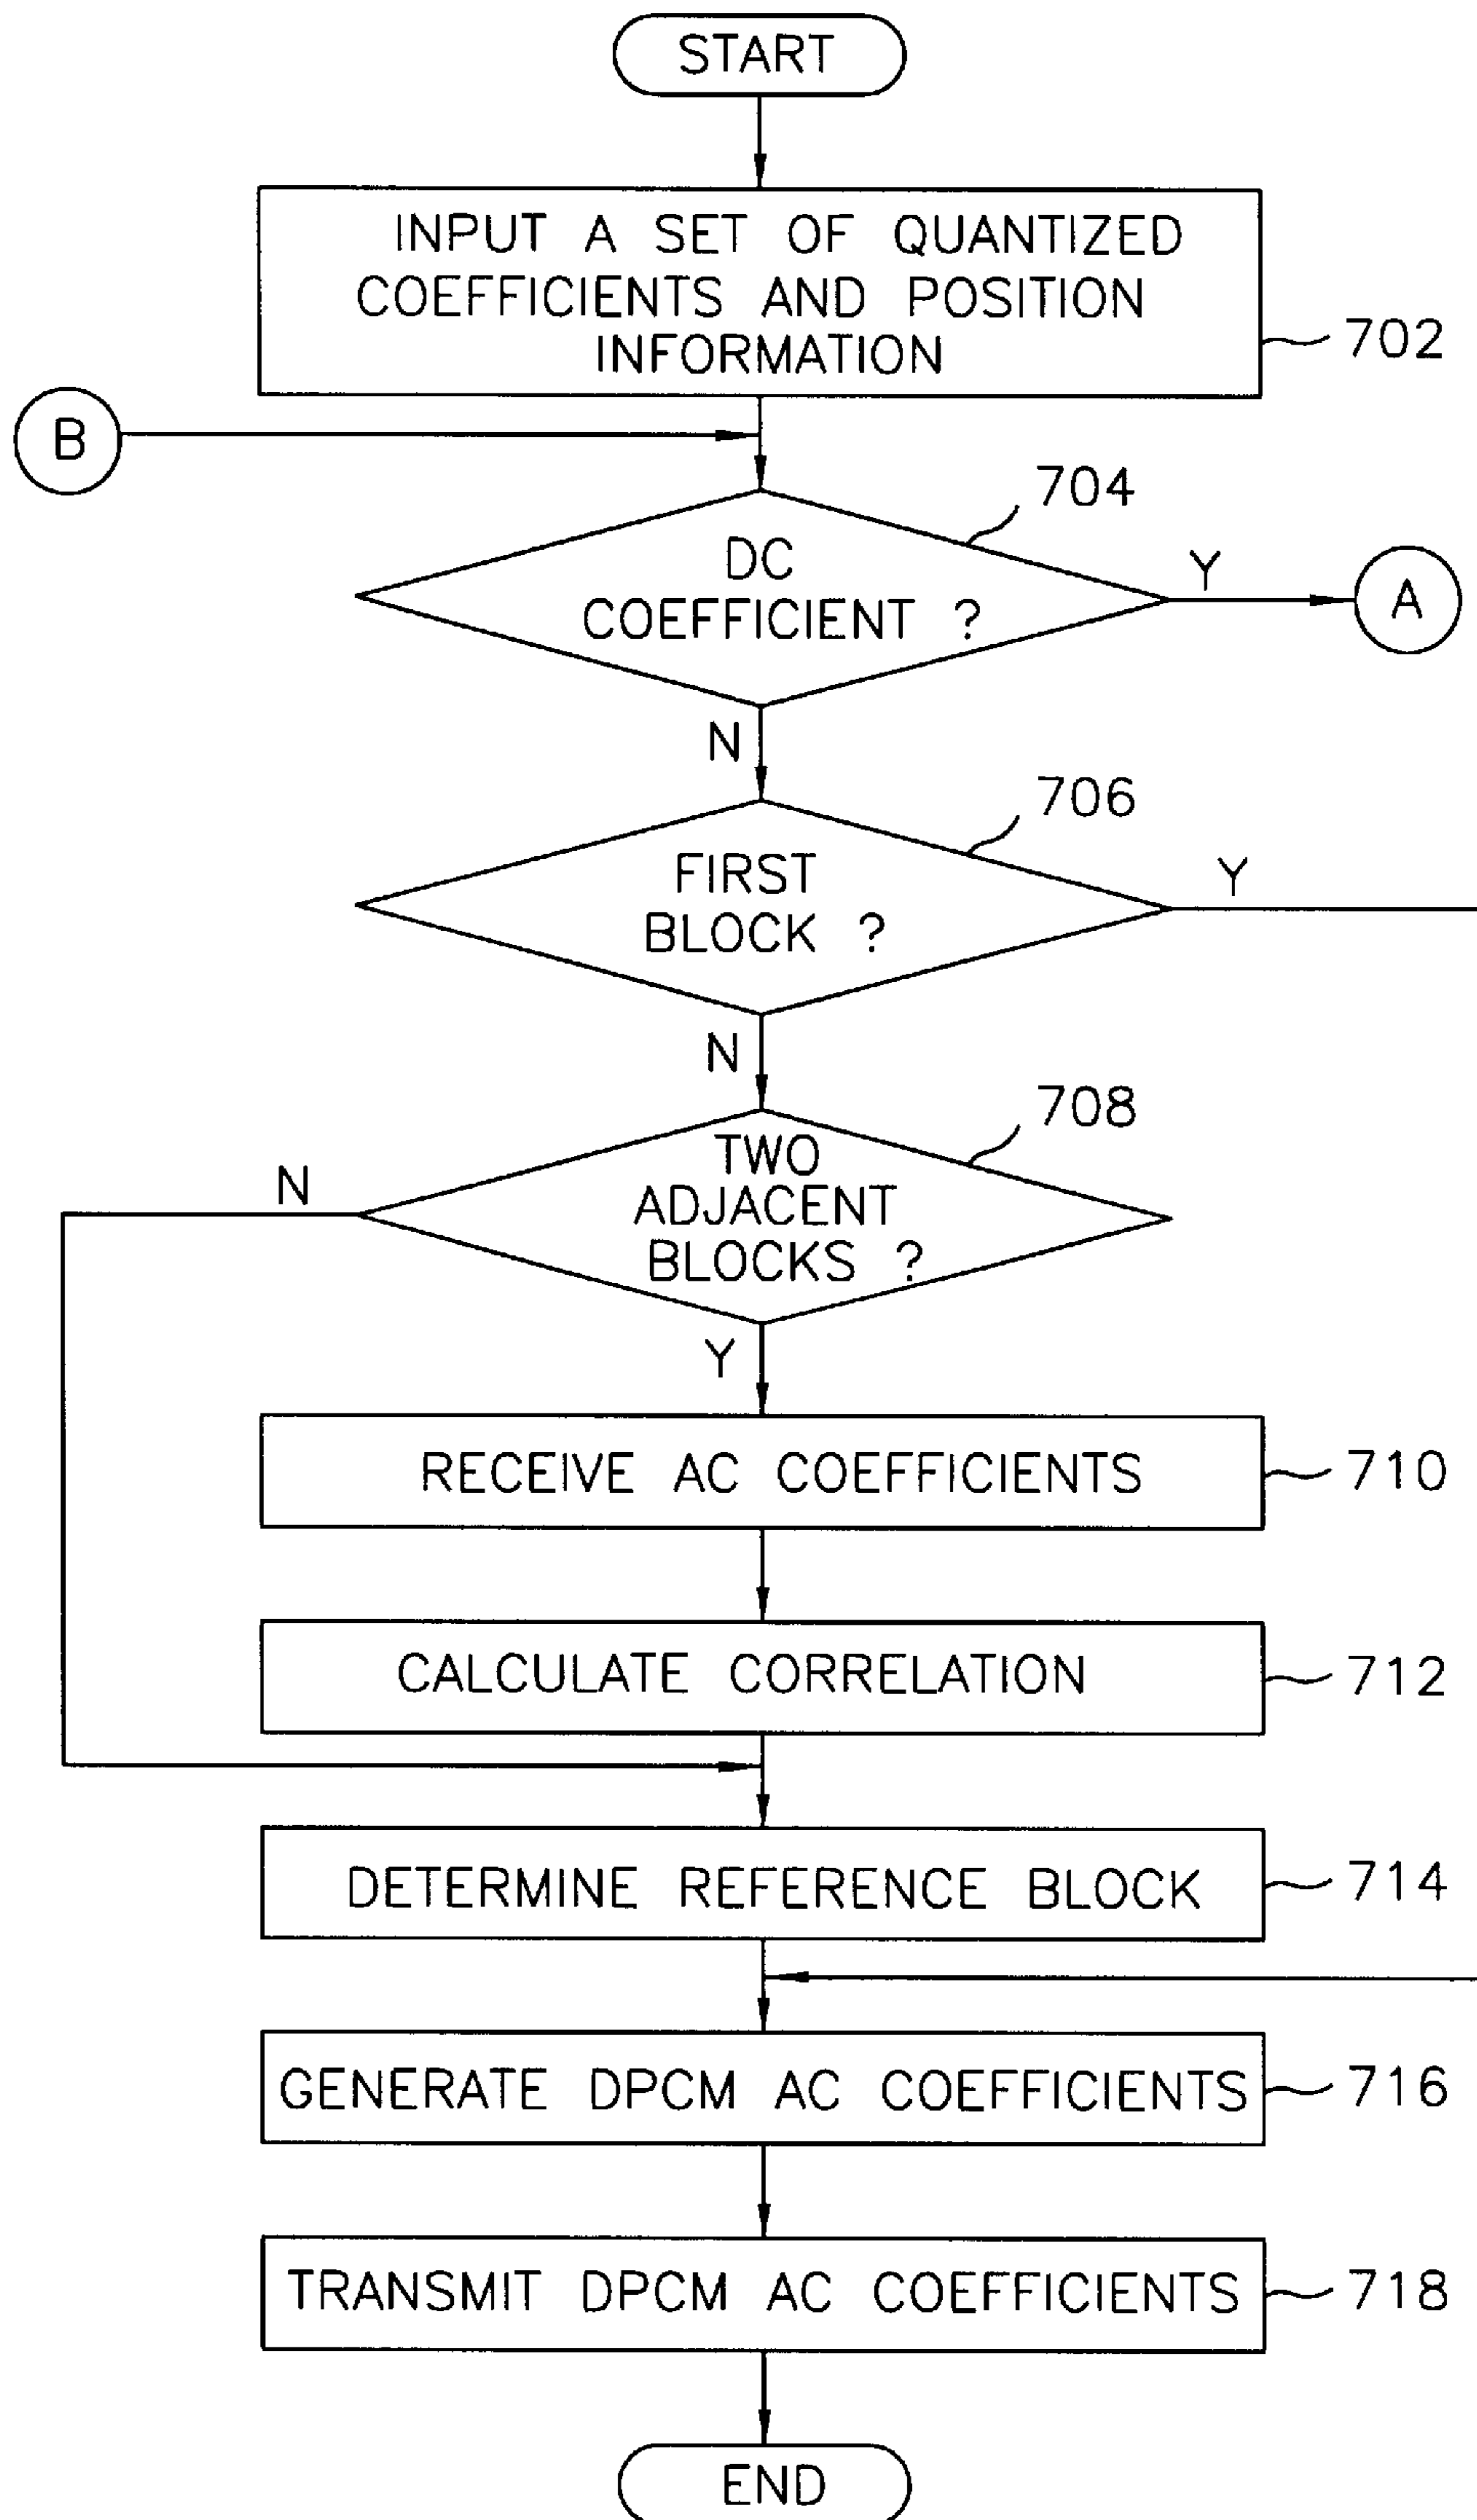 START
INPUT A SET OF QUANTIZED
COEFFICIENTS AND POSITION
INFORMATION
702
B
704
DC
COEFFICIENT ?
Y
A
N
706
FIRST
BLOCK ?
Y
N
708
TWO
ADJACENT
BLOCKS ?
N
Y
RECEIVE AC COEFFICIENTS
710
CALCULATE CORRELATION
712
DETERMINE REFERENCE BLOCK
714
GENERATE DPCM AC COEFFICIENTS
716
TRANSMIT DPCM AC COEFFICIENTS
718
END